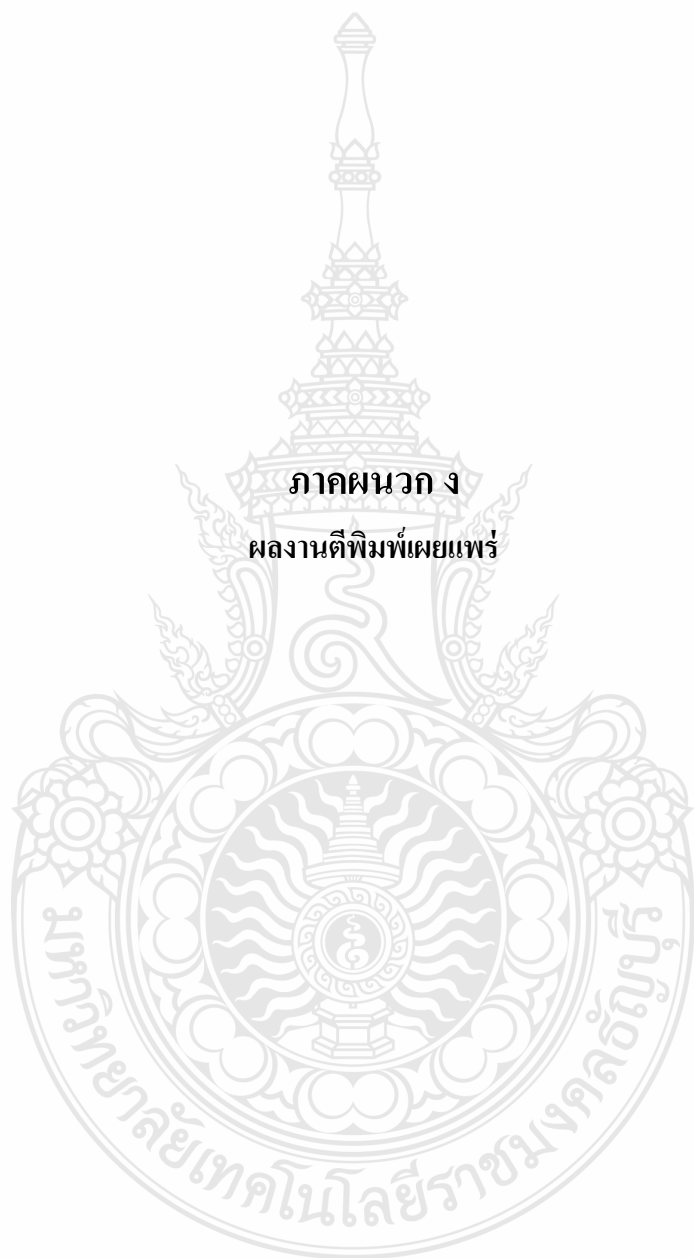 ภาคผนวก ง
ผลงานตีพิมพ์เผยแพร่
มหาวิทยาลัยเทคโนโลยีราชมงคลธัญบุรี